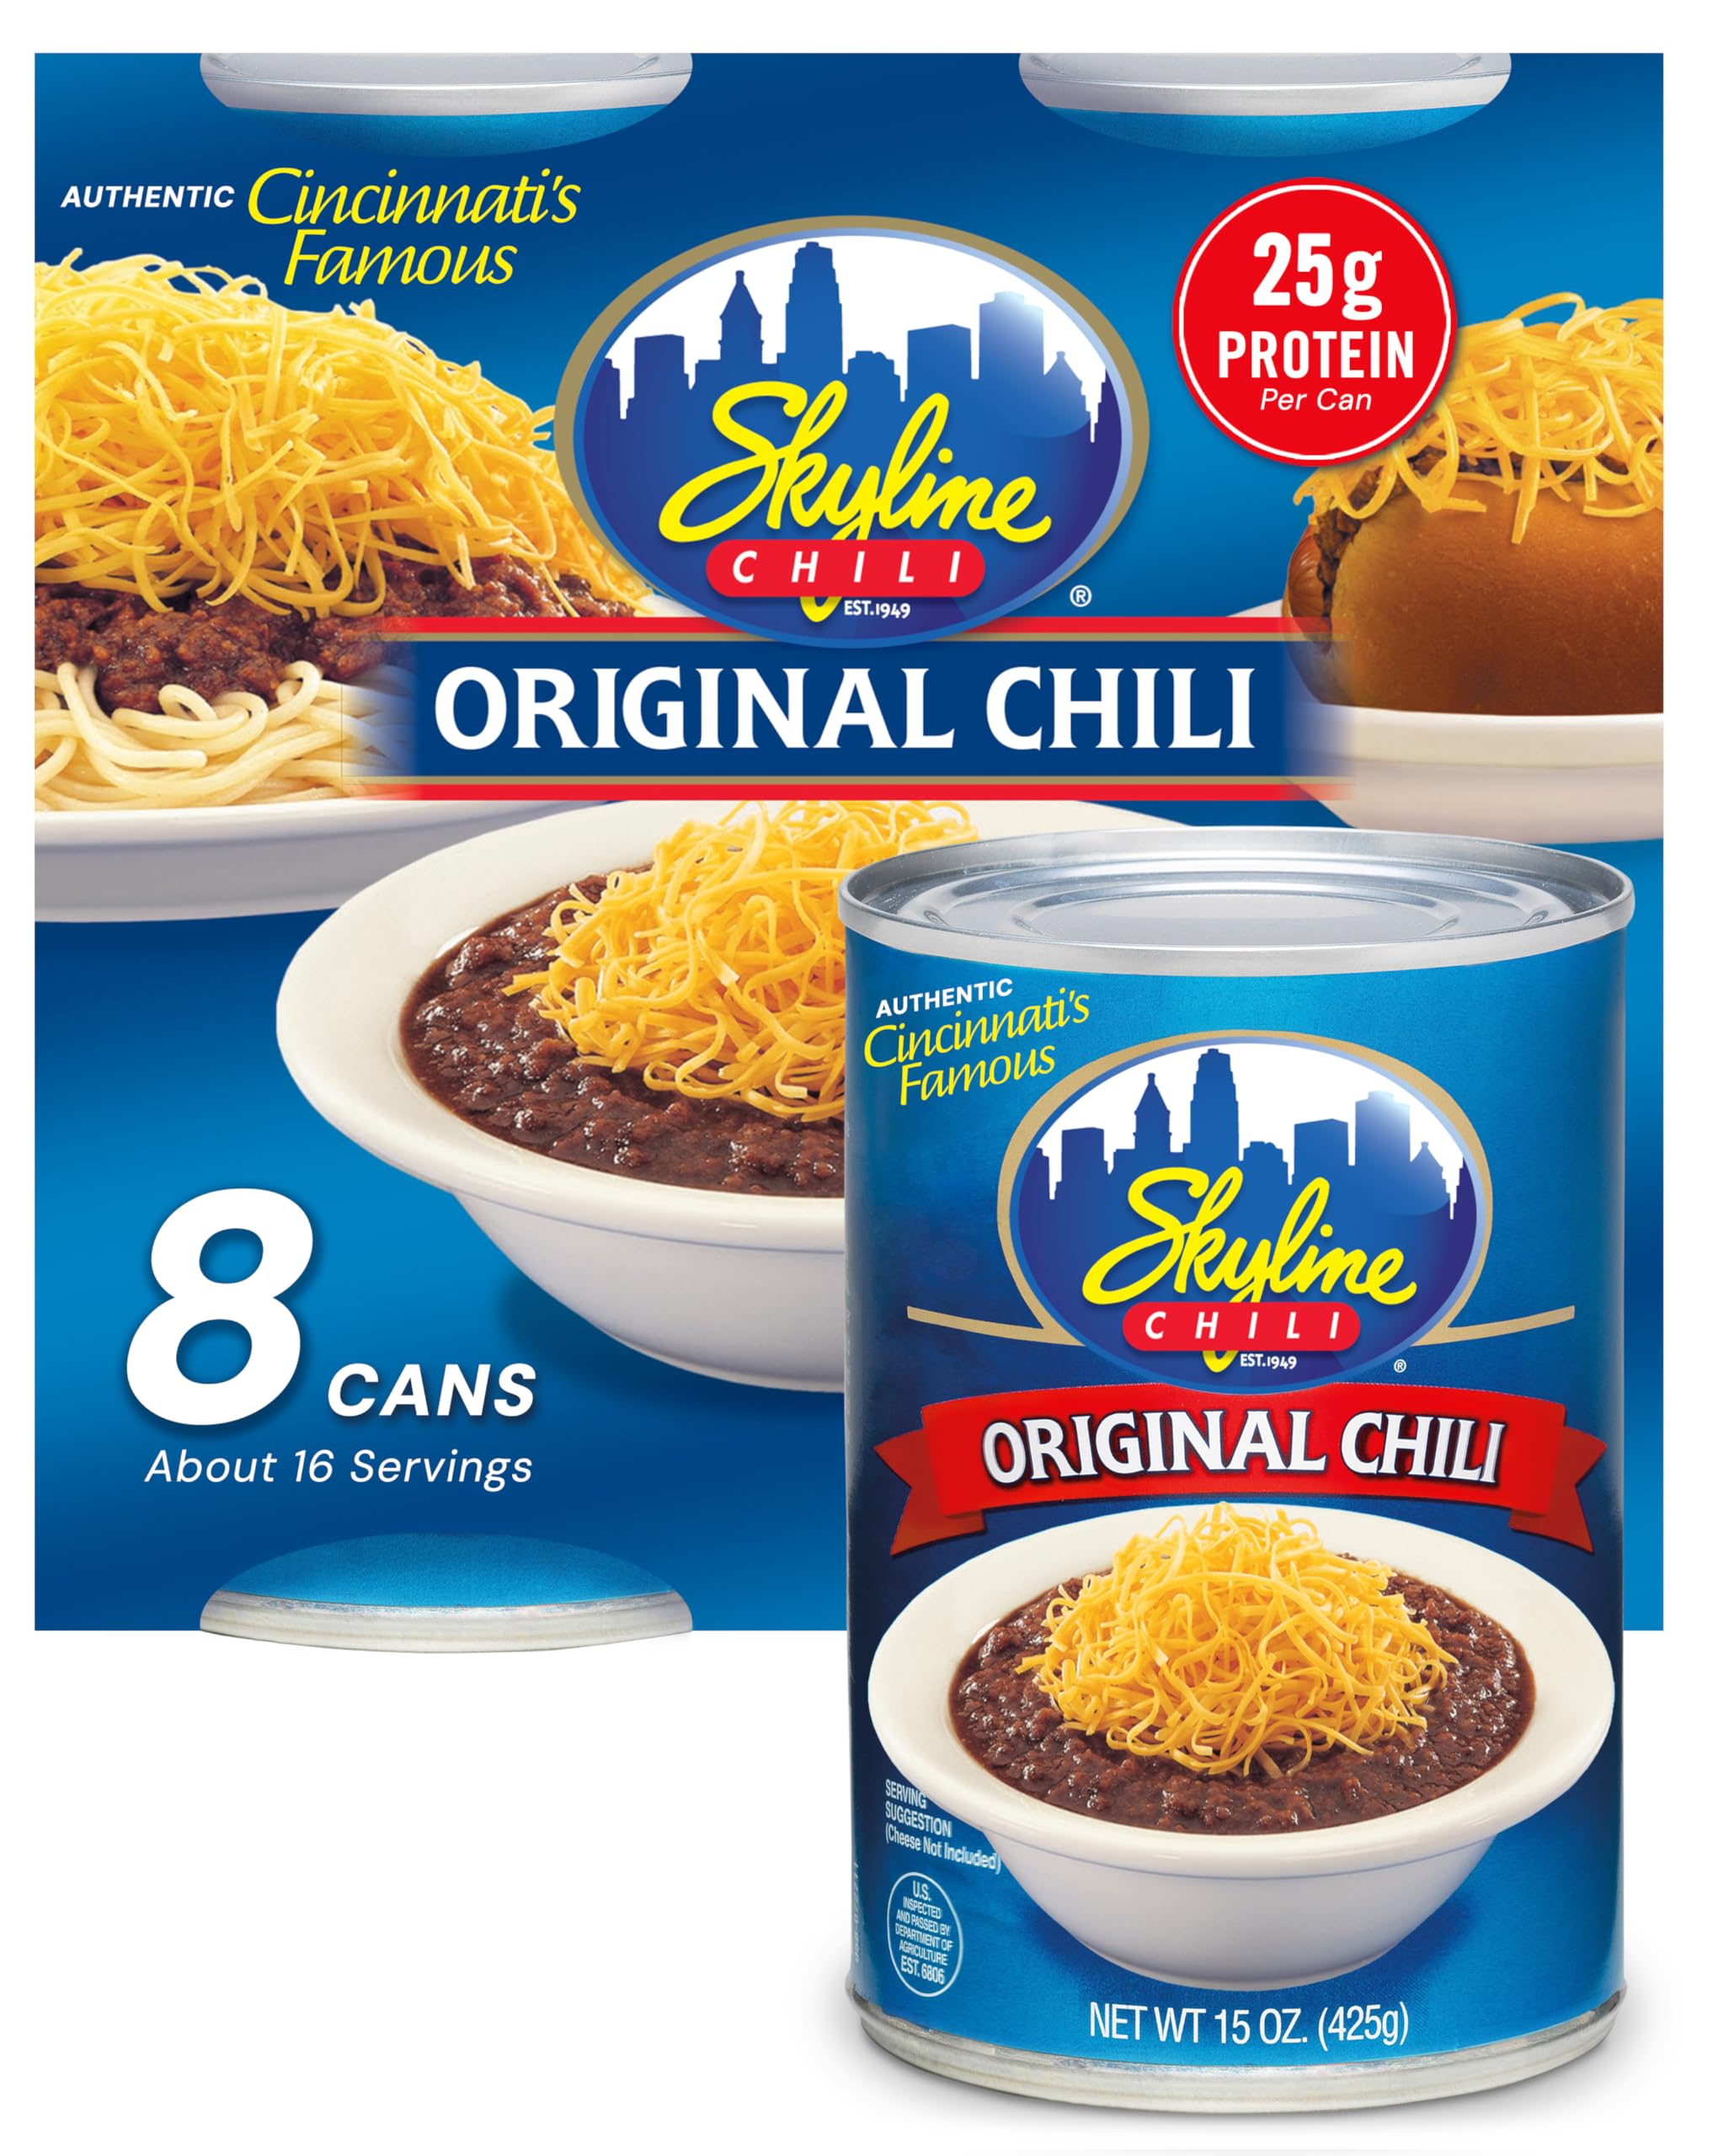 AUTHENTIC Cincinnati's
Famous
25g
PROTEIN
Per Can
Skyline
CHILI
EST.1949
®
ORIGINAL CHILI
8 CANS
About 16 Servings
AUTHENTIC
Cincinnati's
Famous
Skyline
CHILI
EST.1949
®
ORIGINAL CHILI
SERVING
SUGGESTION
(Cheese Not Included)
U.S.
INSPECTED
AND PASSED BY
DEPARTMENT OF
AGRICULTURE
EST. 6806
NET WT 15 OZ. (425g)